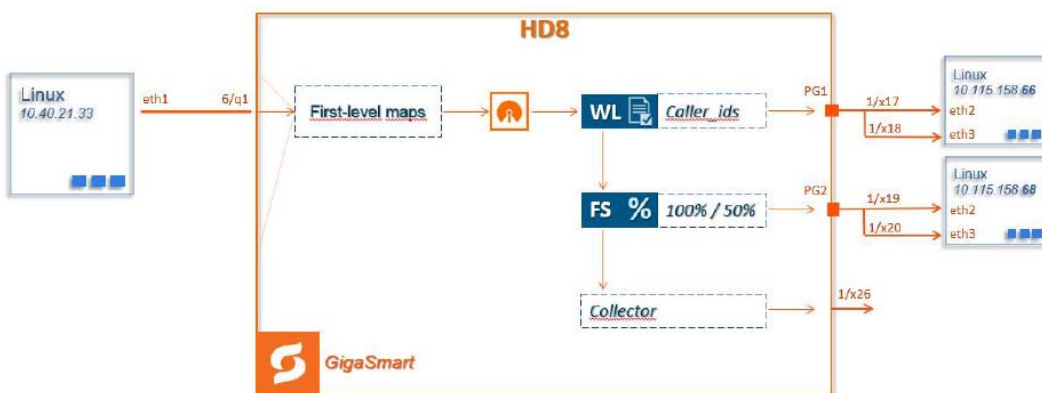 HD8
Linux
10.40.21.33
eth1
6/q1
First-level maps
WL
Caller_ids
PG1
1/x17
1/x18
Linux
10 115.158.66
eth2
eth3
FS % 100% / 50%
PG2
1/x19
1/x20
Linux
10.115.158.68
eth2
eth3
Collector
1/x26
GigaSmart